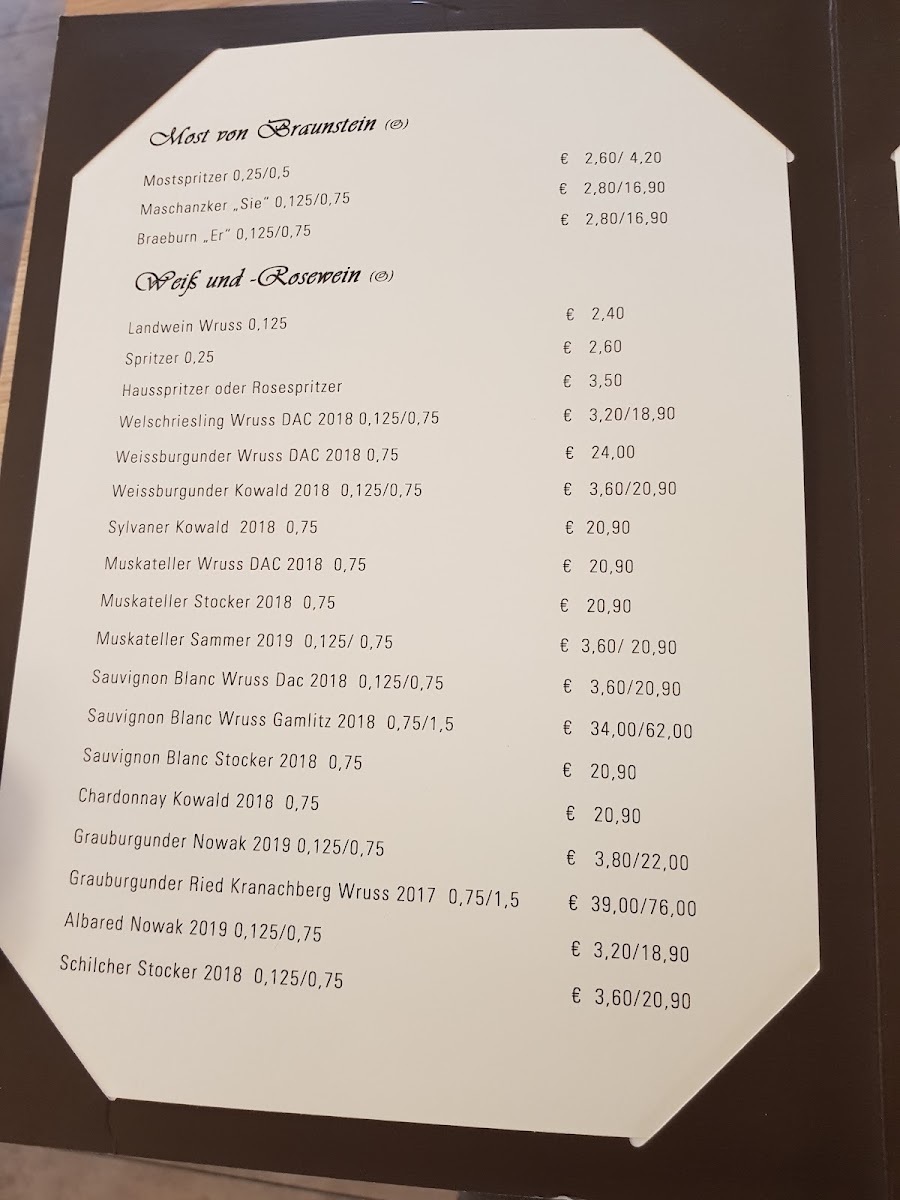 Most von Braunstein (O)
Mostspritzer 0,25/0,5 € 2,60/ 4,20
Maschanzker „Sie“ 0,125/0,75 € 2,80/16,90
Braeburn „Er“ 0,125/0,75 € 2,80/16,90
Weiß und -Rosewein (O)
Landwein Wruss 0,125 € 2,40
Spritzer 0,25 € 2,60
Hausspritzer oder Rosespritzer € 3,50
Welschriesling Wruss DAC 2018 0,125/0,75 € 3,20/18,90
Weissburgunder Wruss DAC 2018 0,75 € 24,00
Weissburgunder Kowald 2018 0,125/0,75 € 3,60/20,90
Sylvaner Kowald 2018 0,75 € 20,90
Muskateller Wruss DAC 2018 0,75 € 20,90
Muskateller Stocker 2018 0,75 € 20,90
Muskateller Sammer 2019 0,125/ 0,75 € 3,60/ 20,90
Sauvignon Blanc Wruss Dac 2018 0,125/0,75 € 3,60/20,90
Sauvignon Blanc Wruss Gamlitz 2018 0,75/1,5 € 34,00/62,00
Sauvignon Blanc Stocker 2018 0,75 € 20,90
Chardonnay Kowald 2018 0,75 € 20,90
Grauburgunder Nowak 2019 0,125/0,75 € 3,80/22,00
Grauburgunder Ried Kranachberg Wruss 2017 0,75/1,5 € 39,00/76,00
Albared Nowak 2019 0,125/0,75 € 3,20/18,90
Schilcher Stocker 2018 0,125/0,75 € 3,60/20,90